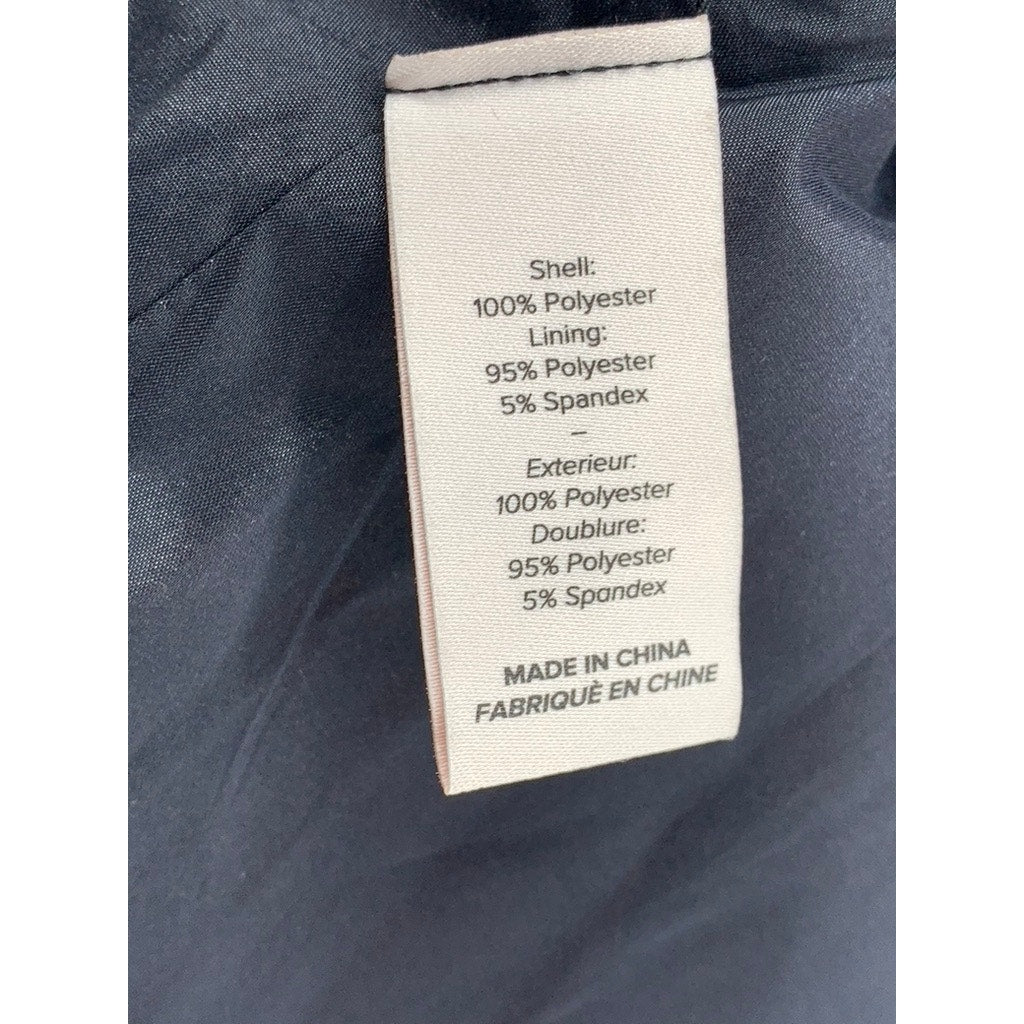 Shell:
100% Polyester
Lining:
95% Polyester
5% Spandex
–
Exterieur:
100% Polyester
Doublure:
95% Polyester
5% Spandex
MADE IN CHINA
FABRIQUÈ EN CHINE